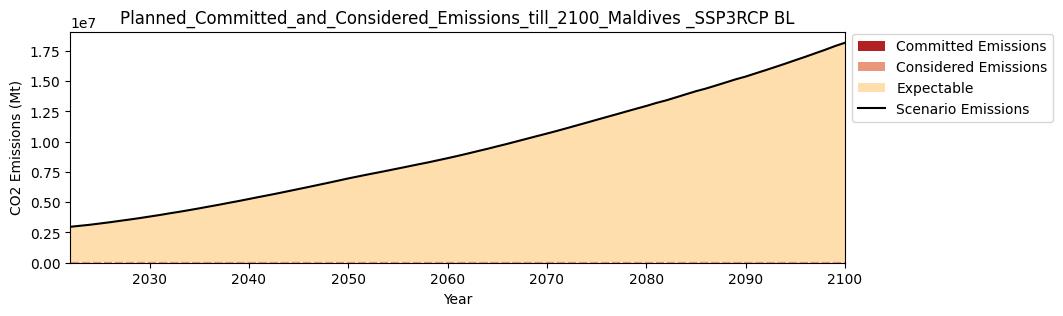 Planned_Committed_and_Considered_Emissions_till_2100_Maldives _SSP3RCP BL
1e7
Committed Emissions
Considered Emissions
Expectable
Scenario Emissions
CO2 Emissions (Mt)
1.75
1.50
1.25
1.00
0.75
0.50
0.25
0.00
2030 2040 2050 2060 2070 2080 2090 2100
Year